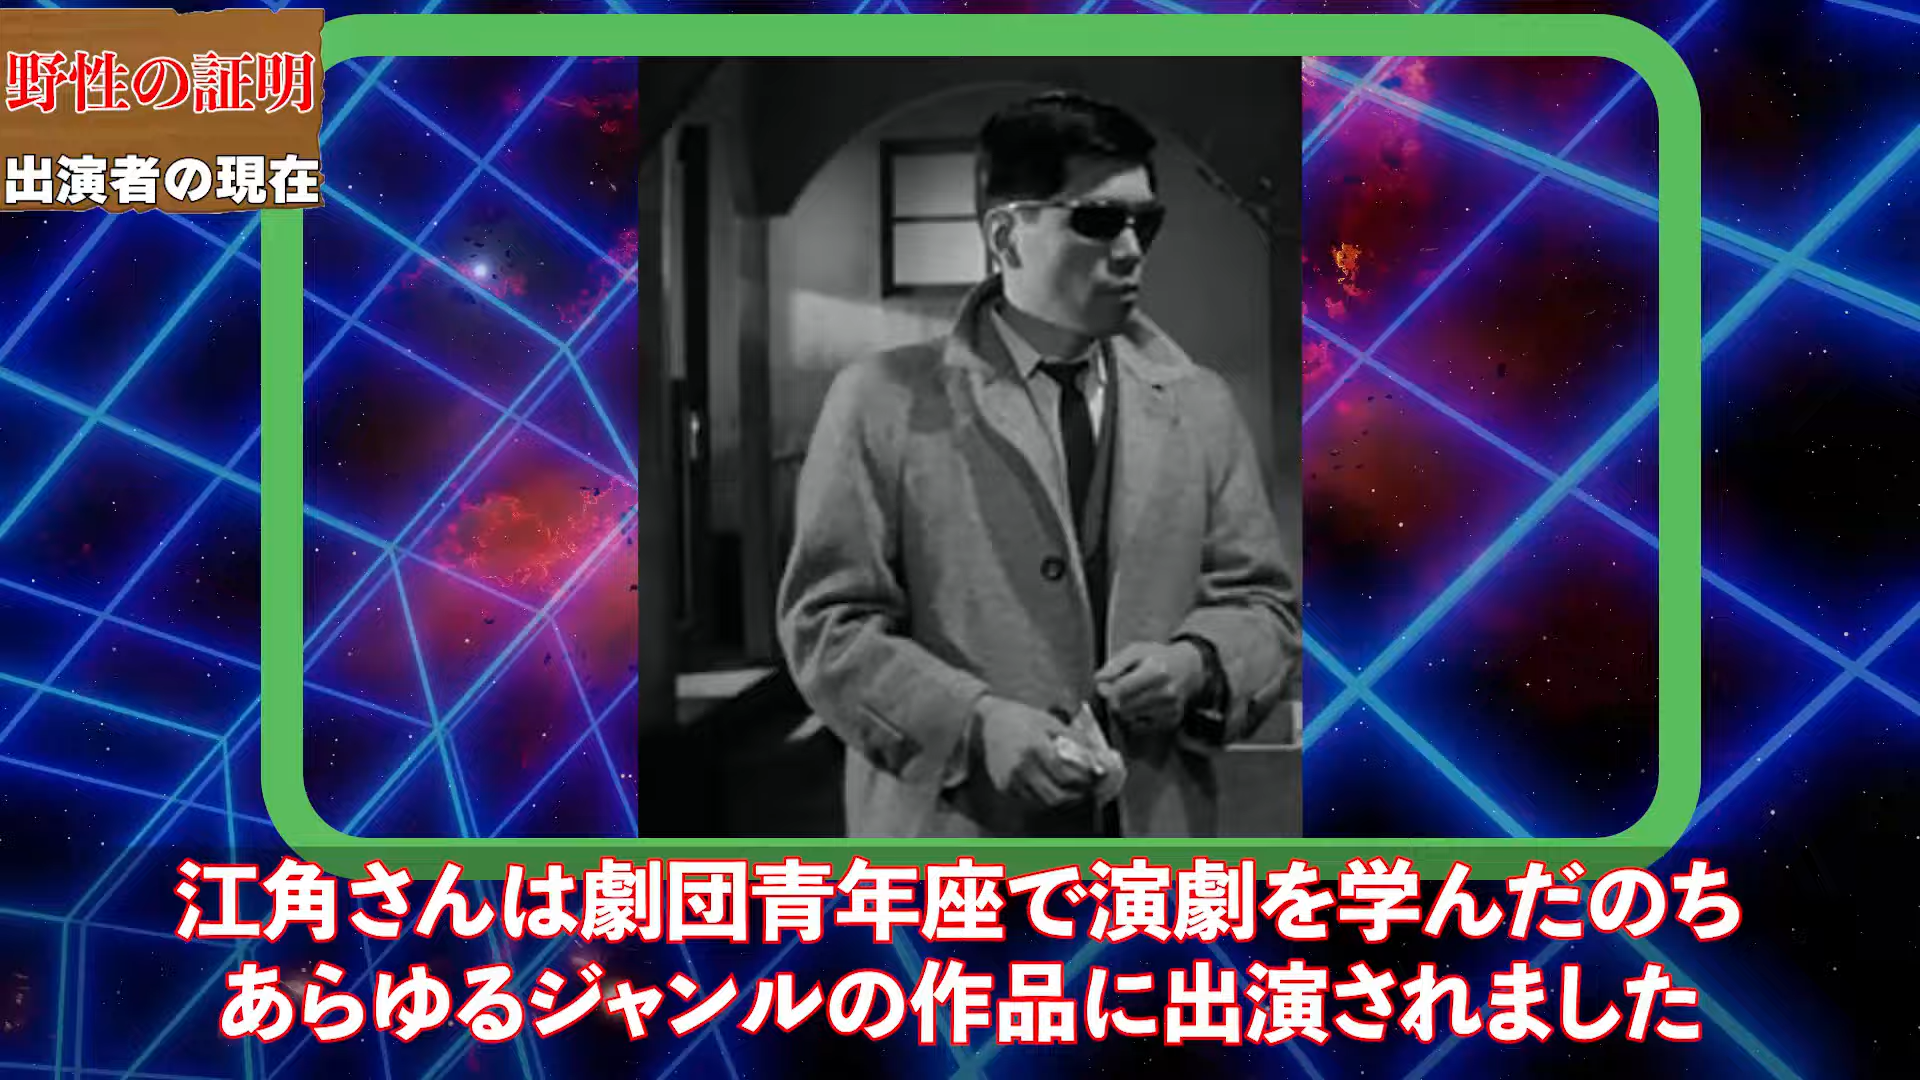 野性の証明
出演者の現在
江角さんは劇団青年座で演劇を学んだのち
あらゆるジャンルの作品に出演されました